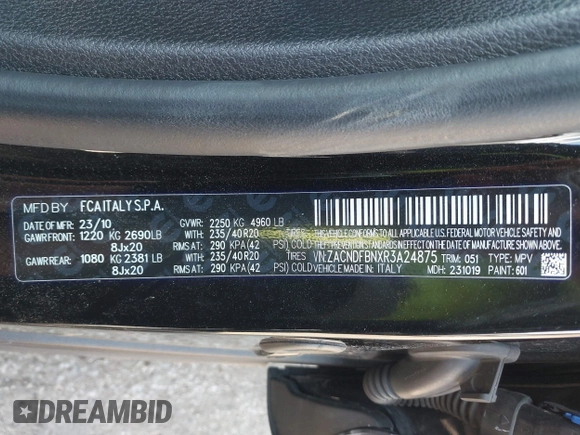 MFD BY FCA ITALY S.P.A.
DATE OF MFR: 23/10 GVWR: 2250 KG 4960 LB
GAWR FRONT: 1220 KG 2690LB WITH 235/40R20 TIRES THIS VEHICLE CONFORMS TO ALL APPLICABLE U.S. FEDERAL MOTOR VEHICLE SAFETY AND
8Jx20 RIMS AT: 290 KPA(42 PSI) COLD THEFT PREVENTION STANDARDS IN EFFECT ON THE DATE OF MANUFACTURE SHOWN ABOVE.
GAWR REAR: 1080 KG 2381 LB WITH 235/40R20 TIRES VIN: ZACNDFBNXR3A24875 TRIM: 051 TYPE: MPV
8Jx20 RIMS AT: 290 KPA(42 PSI) COLD MADE IN: ITALY MDH: 231019 PAINT: 601
DREAMBID